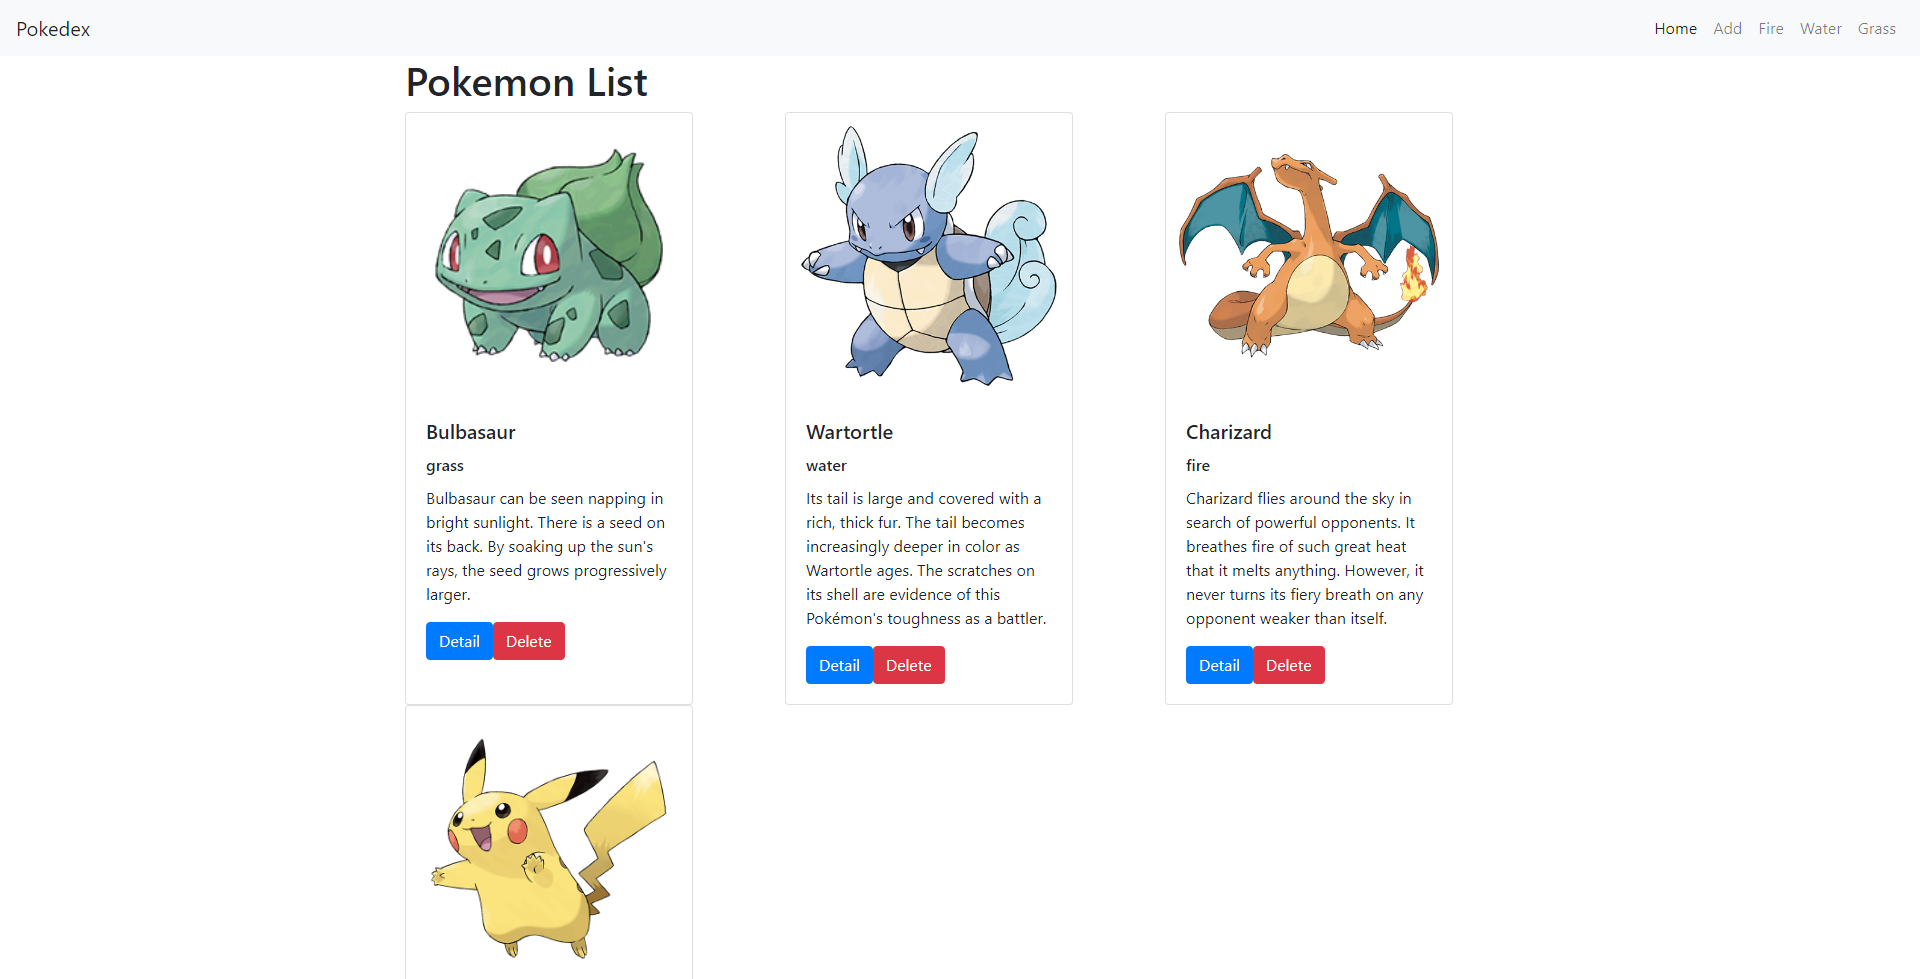 Pokedex
Home Add Fire Water Grass
Pokemon List
Bulbasaur
grass
Bulbasaur can be seen napping in
bright sunlight. There is a seed on
its back. By soaking up the sun's
rays, the seed grows progressively
larger.
Detail Delete
Wartortle
water
Its tail is large and covered with a
rich, thick fur. The tail becomes
increasingly deeper in color as
Wartortle ages. The scratches on
its shell are evidence of this
Pokémon's toughness as a battler.
Detail Delete
Charizard
fire
Charizard flies around the sky in
search of powerful opponents. It
breathes fire of such great heat
that it melts anything. However, it
never turns its fiery breath on any
opponent weaker than itself.
Detail Delete